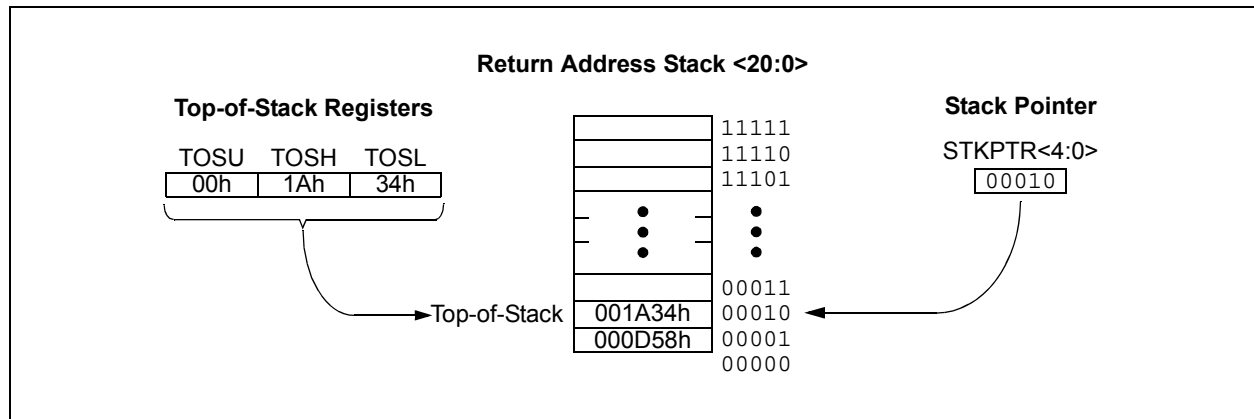 Return Address Stack <20:0>
Top-of-Stack Registers
Stack Pointer
TOSU TOSH TOSL
STKPTR<4:0>
00h 1Ah 34h
00010
11111
11110
11101
00011
Top-of-Stack 001A34h 00010
000D58h 00001
00000